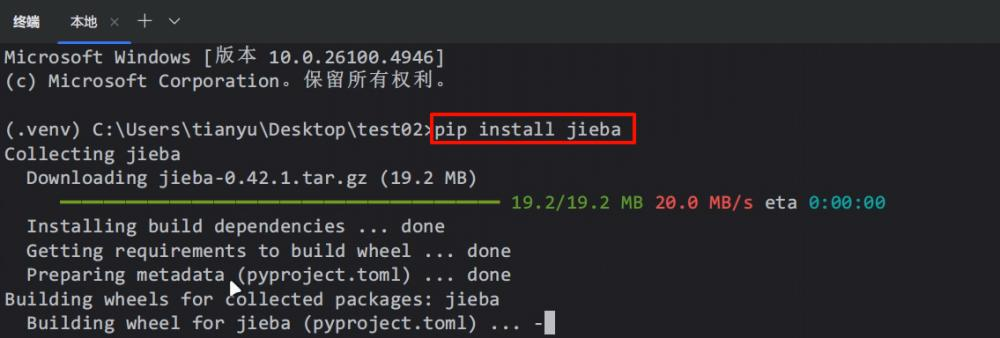 终端 本地 × +
Microsoft Windows [版本 10.0.26100.4946]
(c) Microsoft Corporation。保留所有权利。
(.venv) C:\Users\tianyu\Desktop\test02>pip install jieba
Collecting jieba
  Downloading jieba-0.42.1.tar.gz (19.2 MB)
     ━━━━━━━━━━━━━━━━━━━━━━━━━━━━━━━━━━━━━━━━ 19.2/19.2 MB 20.0 MB/s eta 0:00:00
  Installing build dependencies ... done
  Getting requirements to build wheel ... done
  Preparing metadata (pyproject.toml) ... done
Building wheels for collected packages: jieba
  Building wheel for jieba (pyproject.toml) ... -